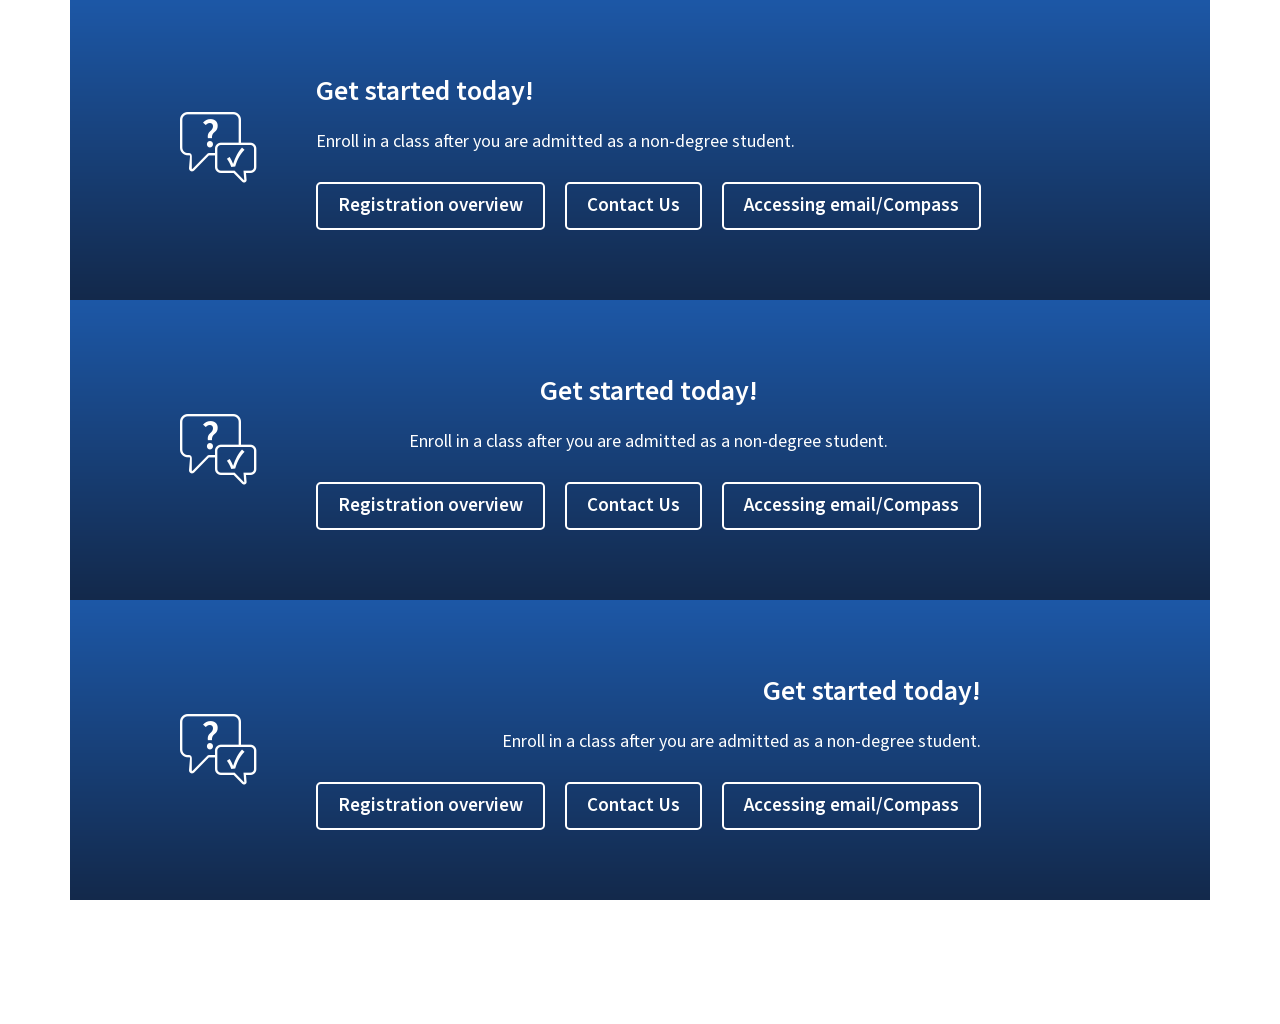 Get started today!
?
Enroll in a class after you are admitted as a non-degree student.
Registration overview
Contact Us
Accessing email/Compass
Get started today!
?
Enroll in a class after you are admitted as a non-degree student.
Registration overview
Contact Us
Accessing email/Compass
Get started today!
?
Enroll in a class after you are admitted as a non-degree student.
Registration overview
Contact Us
Accessing email/Compass